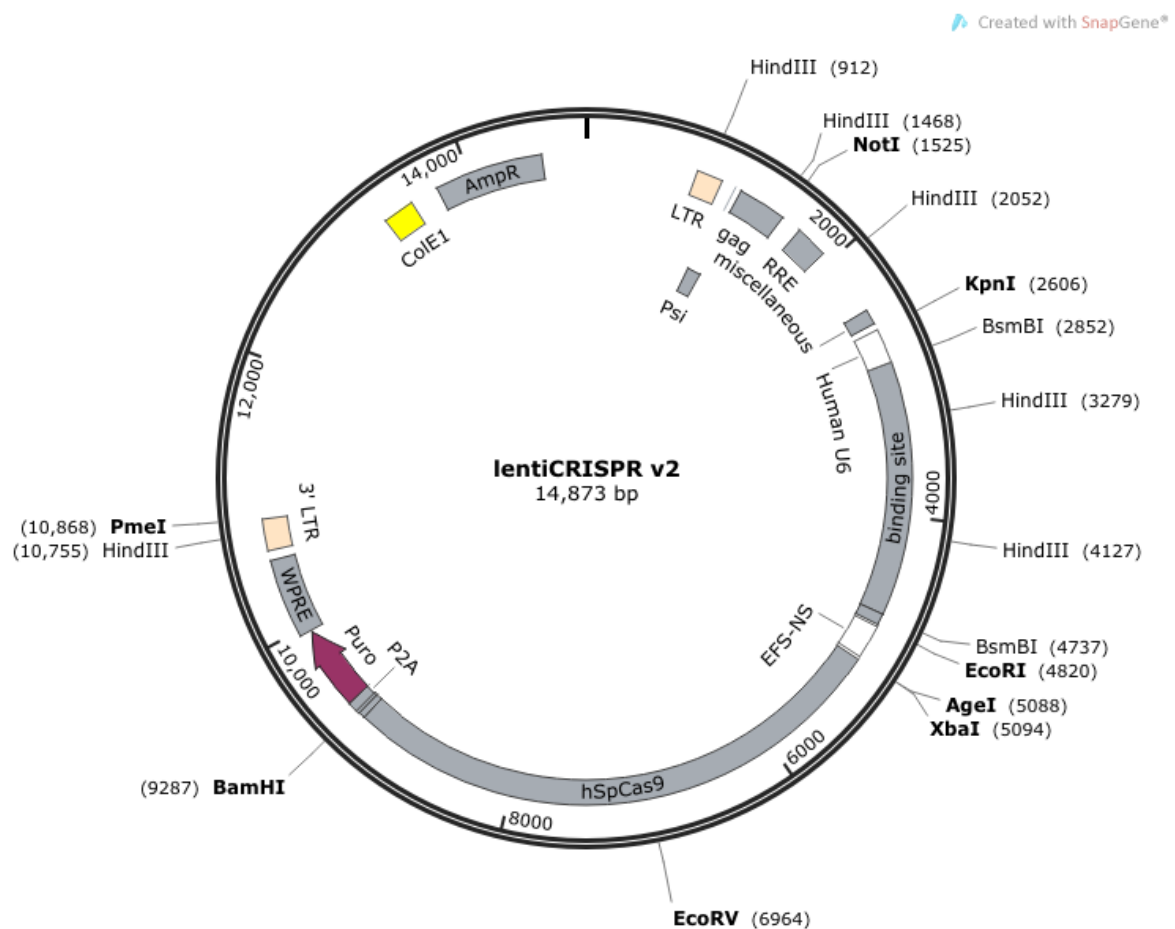 Created with SnapGene®
HindIII (912)
HindIII (1468)
NotI (1525)
HindIII (2052)
KpnI (2606)
BsmBI (2852)
HindIII (3279)
HindIII (4127)
BsmBI (4737)
EcoRI (4820)
AgeI (5088)
XbaI (5094)
EcoRV (6964)
(9287) BamHI
(10,755) HindIII
(10,868) PmeI
2000
4000
6000
8000
10,000
12,000
14,000
LTR
Psi
gag
RRE
miscellaneous
Human U6
binding site
EFS-NS
hSpCas9
P2A
Puro
WPRE
3' LTR
ColE1
AmpR
lentiCRISPR v2
14,873 bp